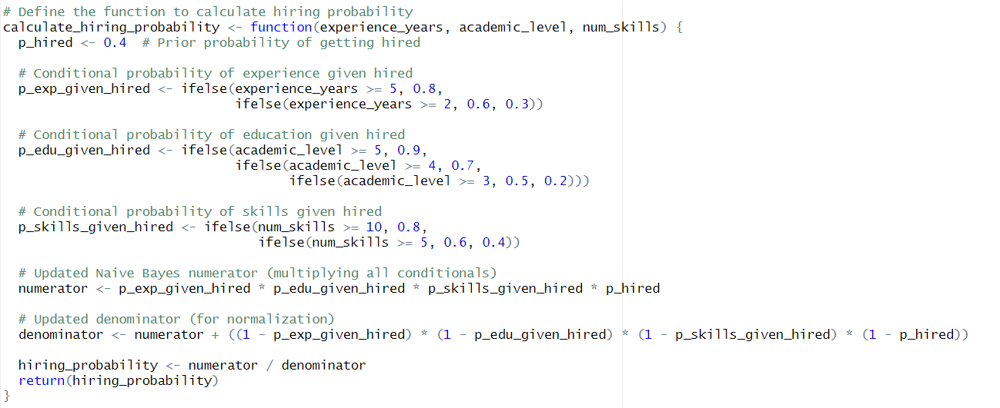 # Define the function to calculate hiring probability
calculate_hiring_probability <- function(experience_years, academic_level, num_skills) {
  p_hired <- 0.4  # Prior probability of getting hired

  # Conditional probability of experience given hired
  p_exp_given_hired <- ifelse(experience_years >= 5, 0.8,
                              ifelse(experience_years >= 2, 0.6, 0.3))

  # Conditional probability of education given hired
  p_edu_given_hired <- ifelse(academic_level >= 5, 0.9,
                              ifelse(academic_level >= 4, 0.7,
                                     ifelse(academic_level >= 3, 0.5, 0.2)))

  # Conditional probability of skills given hired
  p_skills_given_hired <- ifelse(num_skills >= 10, 0.8,
                                 ifelse(num_skills >= 5, 0.6, 0.4))

  # Updated Naive Bayes numerator (multiplying all conditionals)
  numerator <- p_exp_given_hired * p_edu_given_hired * p_skills_given_hired * p_hired

  # Updated denominator (for normalization)
  denominator <- numerator + ((1 - p_exp_given_hired) * (1 - p_edu_given_hired) * (1 - p_skills_given_hired) * (1 - p_hired))

  hiring_probability <- numerator / denominator
  return(hiring_probability)
}